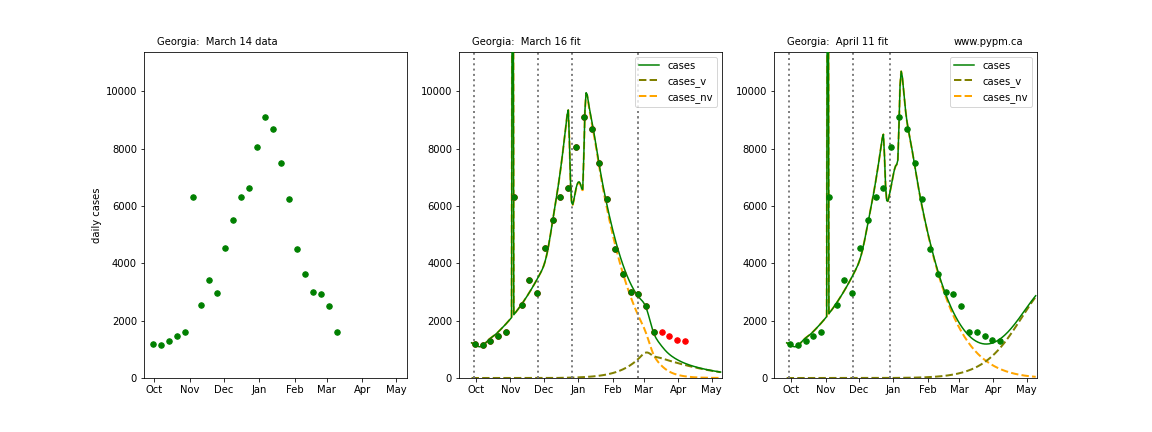 Georgia:  March 14 data
daily cases
10000
8000
6000
4000
2000
0
Oct Nov Dec Jan Feb Mar Apr May
Georgia:  March 16 fit
cases
cases_v
cases_nv
10000
8000
6000
4000
2000
0
Oct Nov Dec Jan Feb Mar Apr May
Georgia:  April 11 fit www.pypm.ca
cases
cases_v
cases_nv
10000
8000
6000
4000
2000
0
Oct Nov Dec Jan Feb Mar Apr May